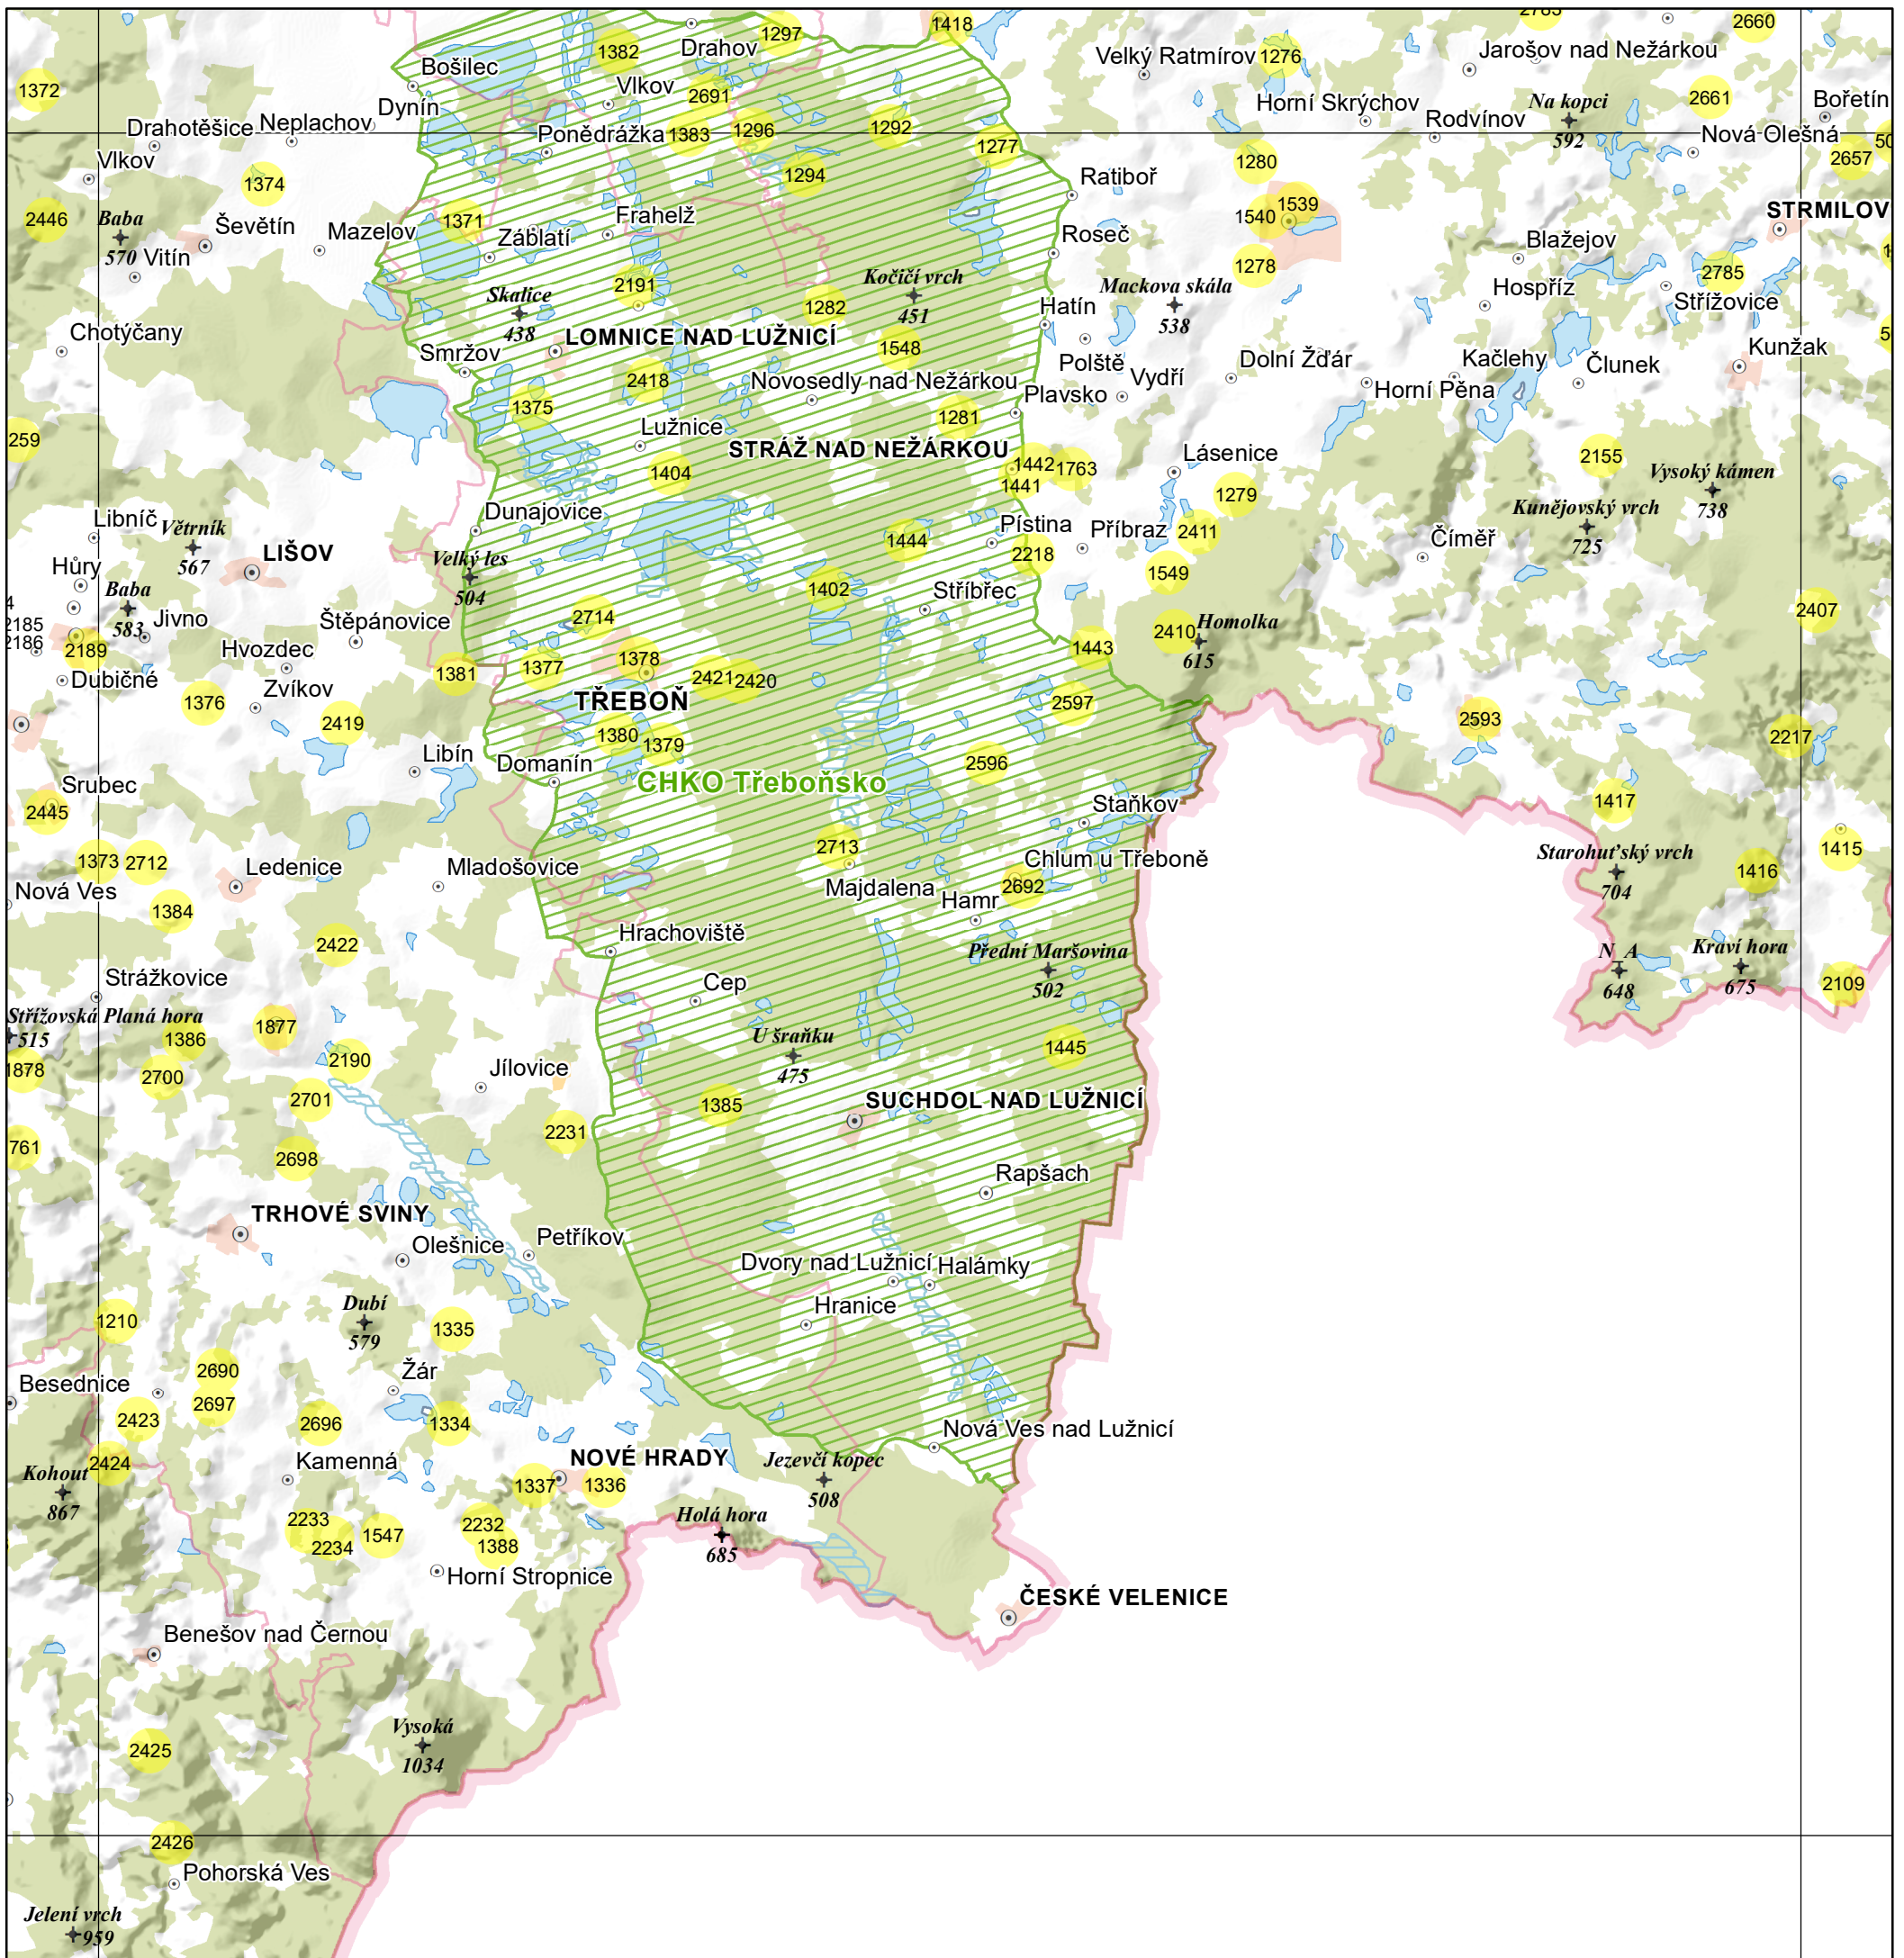 1418
2783
2660
1297
1382
Drahov
Velký Ratmírov
1276
Jarošov nad Nežárkou
Bošilec
1372
Vlkov
2691
Na kopci
592
2661
Bořetín
Dynín
Horní Skrýchov
Rodvínov
Drahotěšice
Neplachov
Ponědrážka
1383
1296
1292
1277
Nová Olešná
50
2657
Vlkov
1374
1294
1280
Ratiboř
2446
Baba
570
Ševětín
Mazelov
1371
Frahelž
1539
1540
STRMILOV
Vitín
Záblatí
Roseč
Blažejov
1278
2785
2191
Kočičí vrch
451
Mackova skála
538
Hospříz
Střížovice
Skalice
438
1282
Hatín
Chotýčany
LOMNICE NAD LUŽNICÍ
Smržov
1548
Polště
Dolní Žďár
Kačlehy
Člunek
Kunžak
5
2418
Novosedly nad Nežárkou
Plavsko
Vydří
Horní Pěna
1375
1281
Lužnice
259
STRÁŽ NAD NEŽÁRKOU
1442
1763
1441
Lásenice
2155
Vysoký kámen
738
1404
1279
Kunějovský vrch
725
Libníč
Větrník
567
Dunajovice
Pístina
Příbraz
2411
1444
2218
Číměř
LIŠOV
Velký les
504
Hůry
1549
Baba
583
1402
Stříbřec
2407
4
2185
2186
Jivno
Štěpánovice
2714
2410
Homolka
615
2189
Hvozdec
1443
1378
1377
1381
2421
2420
Dubičné
Zvíkov
1376
TŘEBOŇ
2597
2419
2593
1380
1379
2217
Libín
Domanín
2596
CHKO Třeboňsko
Srubec
2445
Staňkov
1417
2713
1373
2712
Ledenice
Mladošovice
Chlum u Třeboně
Starohuťský vrch
704
1415
1416
Nová Ves
Majdalena
2692
Hamr
1384
2422
Hrachoviště
Přední Maršovina
502
N_A
648
Kraví hora
675
Strážkovice
Cep
2109
Střížovská Planá hora
515
1386
1877
U šraňku
475
1445
2190
1878
2700
Jílovice
2701
1385
SUCHDOL NAD LUŽNICÍ
2231
761
2698
Rapšach
TRHOVÉ SVINY
Olešnice
Petříkov
Dvory nad Lužnicí
Halámky
Dubí
579
Hranice
1210
1335
2690
Žár
Besednice
2697
2423
2696
1334
Nová Ves nad Lužnicí
2424
Kohout
867
Kamenná
NOVÉ HRADY
Jezevčí kopec
508
1337
1336
2233
Holá hora
685
2232
1547
2234
1388
Horní Stropnice
ČESKÉ VELENICE
Benešov nad Černou
Vysoká
1034
2425
2426
Pohorská Ves
Jelení vrch
959